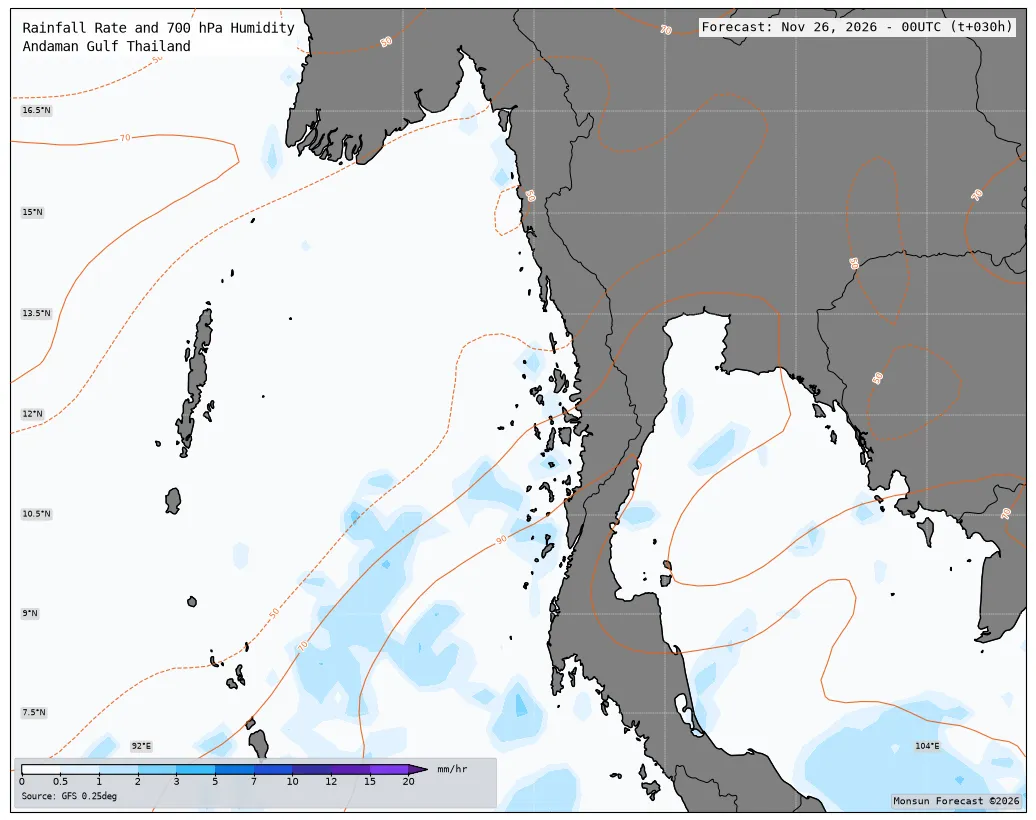 Rainfall Rate and 700 hPa Humidity
Andaman Gulf Thailand
Forecast: Nov 26, 2026 - 00UTC (t+030h)
50
50
70
16.5°N
70
15°N
50
70
50
13.5°N
50
12°N
10.5°N
70
90
9°N
50
70
7.5°N
92°E
104°E
mm/hr
0 0.5 1 2 3 5 7 10 12 15 20
Source: GFS 0.25deg
Monsun Forecast ©2026